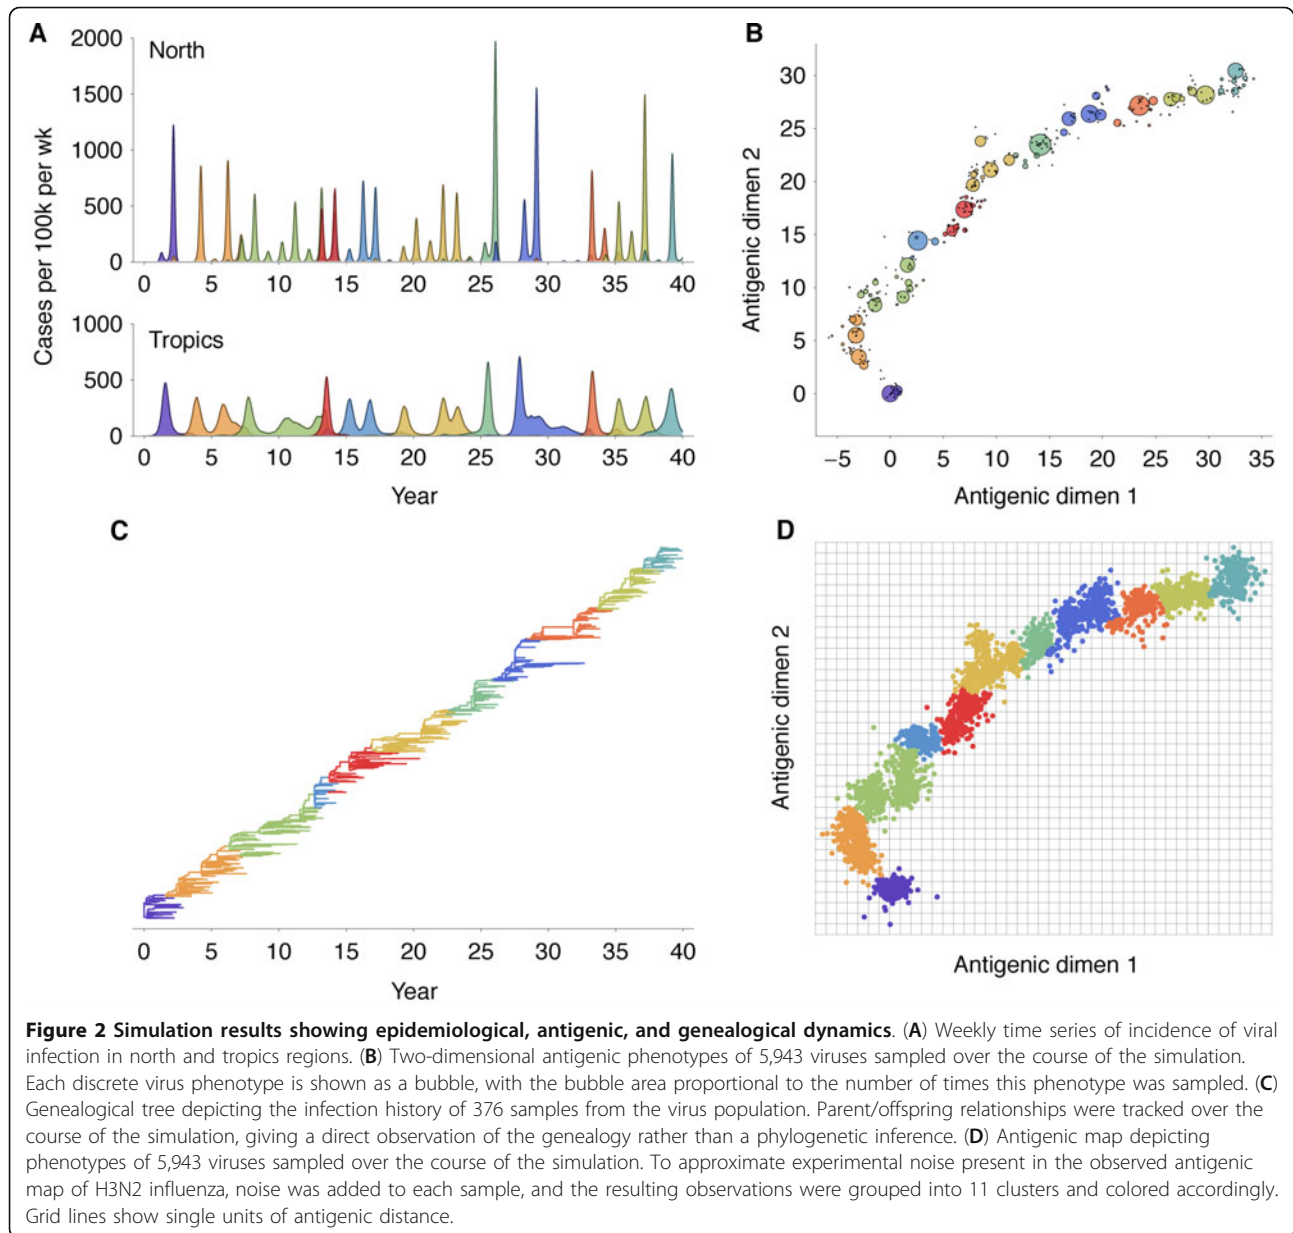 A
North
2000
1500
1000
500
0
0 5 10 15 20 25 30 35 40
Cases per 100k per wk
Tropics
1000
500
0
0 5 10 15 20 25 30 35 40
Year
B
30
25
20
15
10
5
0
−5 0 5 10 15 20 25 30 35
Antigenic dimen 2
Antigenic dimen 1
C
0 5 10 15 20 25 30 35 40
Year
D
Antigenic dimen 2
Antigenic dimen 1
Figure 2 Simulation results showing epidemiological, antigenic, and genealogical dynamics. (A) Weekly time series of incidence of viral
infection in north and tropics regions. (B) Two-dimensional antigenic phenotypes of 5,943 viruses sampled over the course of the simulation.
Each discrete virus phenotype is shown as a bubble, with the bubble area proportional to the number of times this phenotype was sampled. (C)
Genealogical tree depicting the infection history of 376 samples from the virus population. Parent/offspring relationships were tracked over the
course of the simulation, giving a direct observation of the genealogy rather than a phylogenetic inference. (D) Antigenic map depicting
phenotypes of 5,943 viruses sampled over the course of the simulation. To approximate experimental noise present in the observed antigenic
map of H3N2 influenza, noise was added to each sample, and the resulting observations were grouped into 11 clusters and colored accordingly.
Grid lines show single units of antigenic distance.